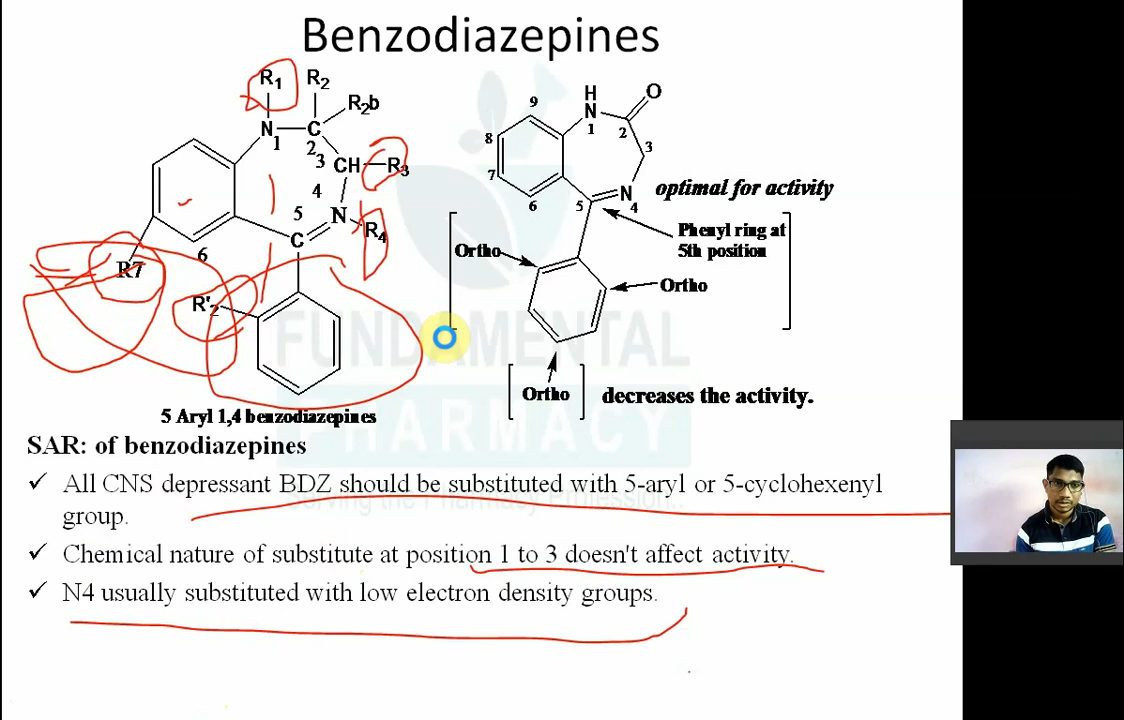 Benzodiazepines
R1 R2
R2b
N C
1 2
3 CH R3
4
5 N R4
C
6
R7
R'2
5 Aryl 1,4 benzodiazepines
H
N O
9 1 2
8 3
7 N
6 5 4
optimal for activity
Phenyl ring at
5th position
Ortho
Ortho
Ortho
decreases the activity.
FUNDAMENTAL
PHARMACY
SAR: of benzodiazepines
✓ All CNS depressant BDZ should be substituted with 5-aryl or 5-cyclohexenyl
group.
✓ Chemical nature of substitute at position 1 to 3 doesn't affect activity.
✓ N4 usually substituted with low electron density groups.